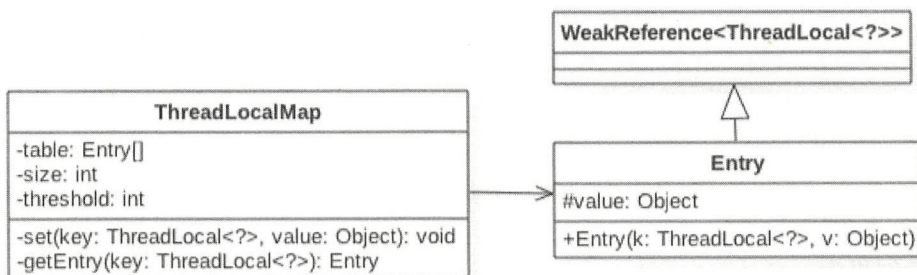 WeakReference<ThreadLocal<?>>
ThreadLocalMap
-table: Entry[]
-size: int
-threshold: int
-set(key: ThreadLocal<?>, value: Object): void
-getEntry(key: ThreadLocal<?>): Entry
Entry
#value: Object
+Entry(k: ThreadLocal<?>, v: Object)